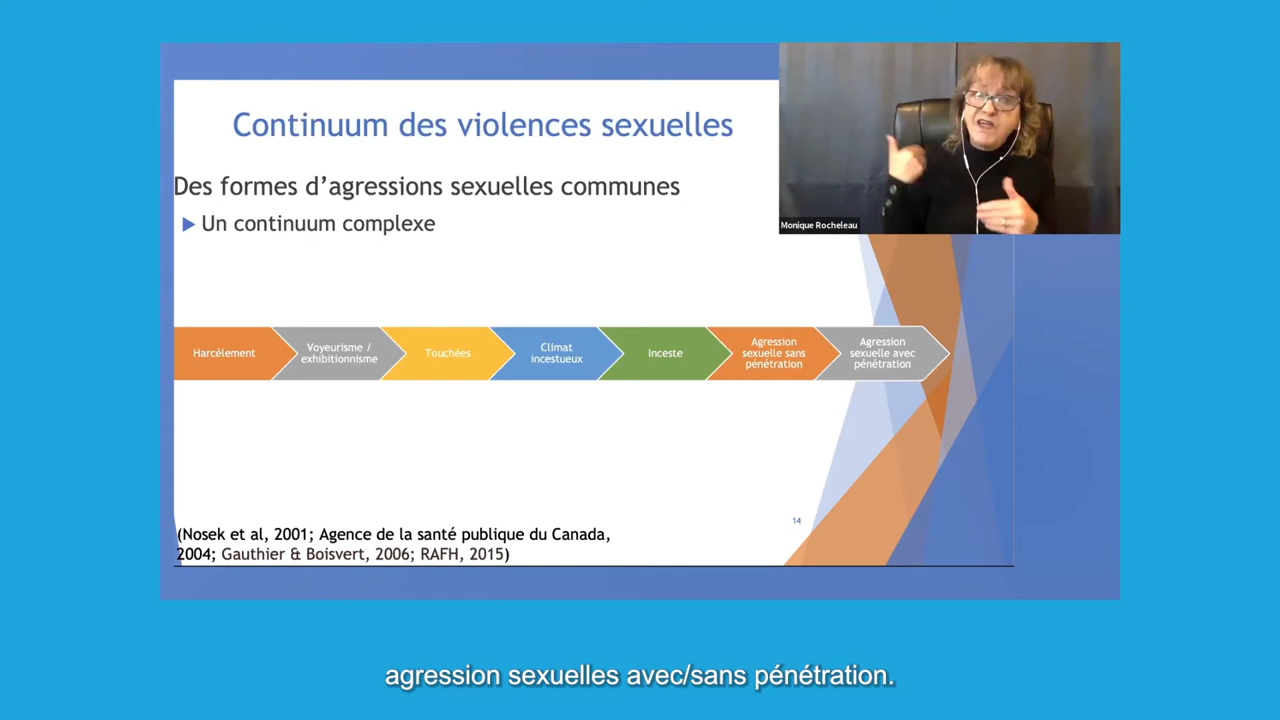 Continuum des violences sexuelles
Des formes d’agressions sexuelles communes
Un continuum complexe
Monique Rocheleau
Harcèlement
Voyeurisme /
exhibitionnisme
Touchées
Climat
incestueux
Inceste
Agression
sexuelle sans
pénétration
Agression
sexuelle avec
pénétration
14
(Nosek et al, 2001; Agence de la santé publique du Canada,
2004; Gauthier & Boisvert, 2006; RAFH, 2015)
agression sexuelles avec/sans pénétration.